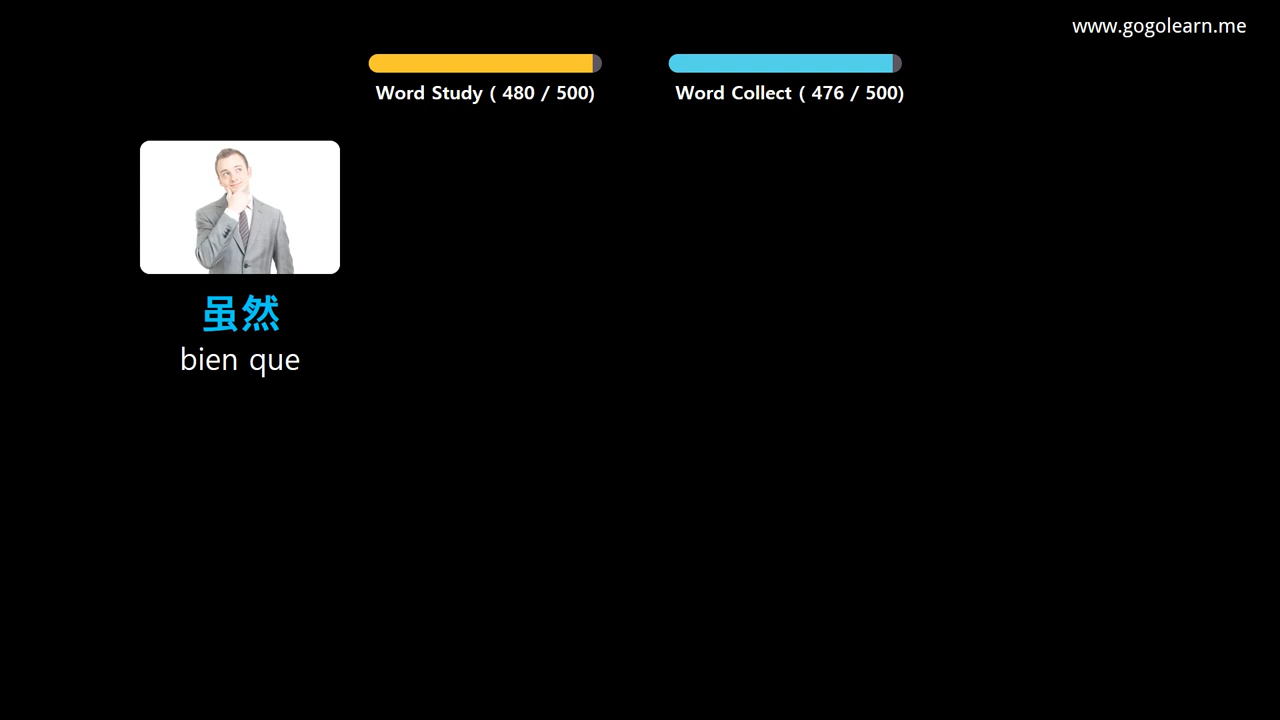 www.gogolearn.me
Word Study ( 480 / 500)
Word Collect ( 476 / 500)
虽然
bien que